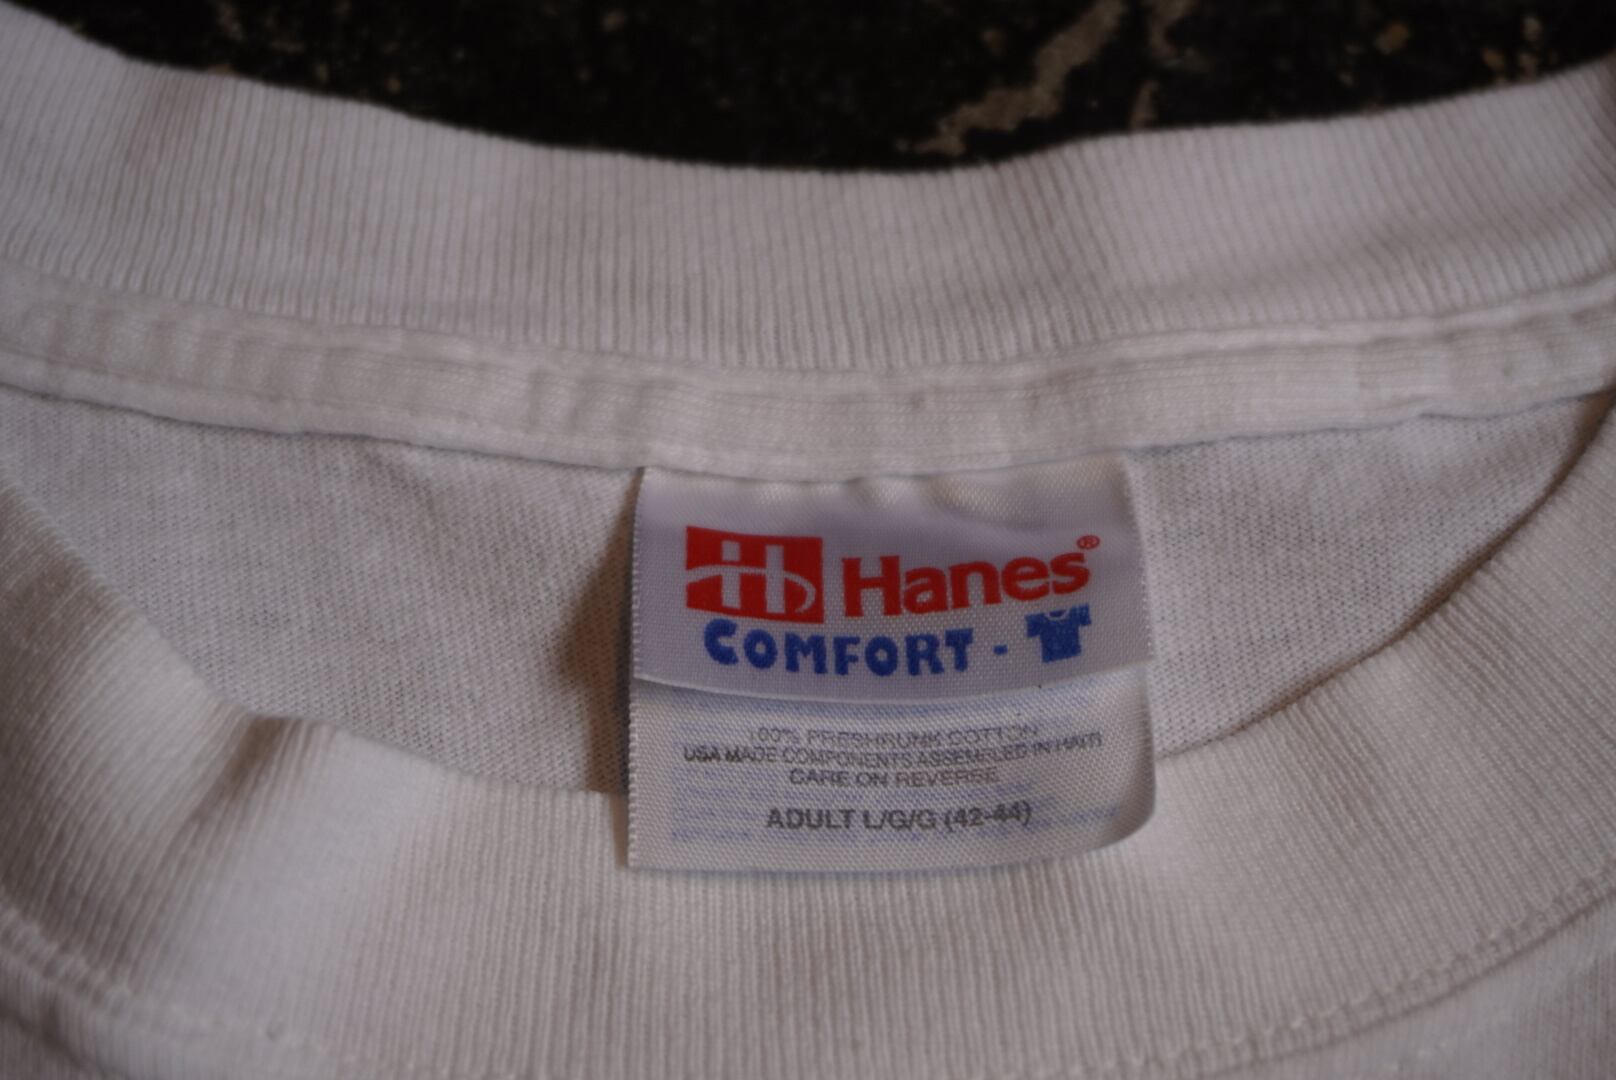 Hanes®
COMFORT -
100% PRESHRUNK COTTON
USA MADE COMPONENTS ASSEMBLED IN HAITI
CARE ON REVERSE
ADULT L/G/G (42-44)